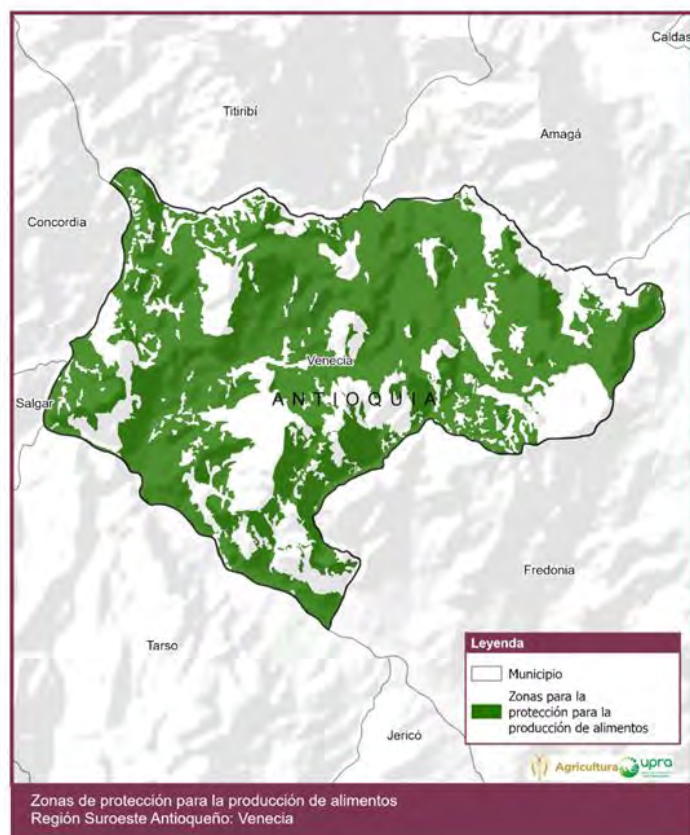 Caldas
Titiribí
Amagá
Concordia
Venecia
ANTIOQUIA
Salgar
Fredonia
Tarso
Jericó
Leyenda
Municipio
Zonas para la
protección para la
producción de alimentos
Agricultura
upra
Zonas de protección para la producción de alimentos
Región Suroeste Antioqueño: Venecia